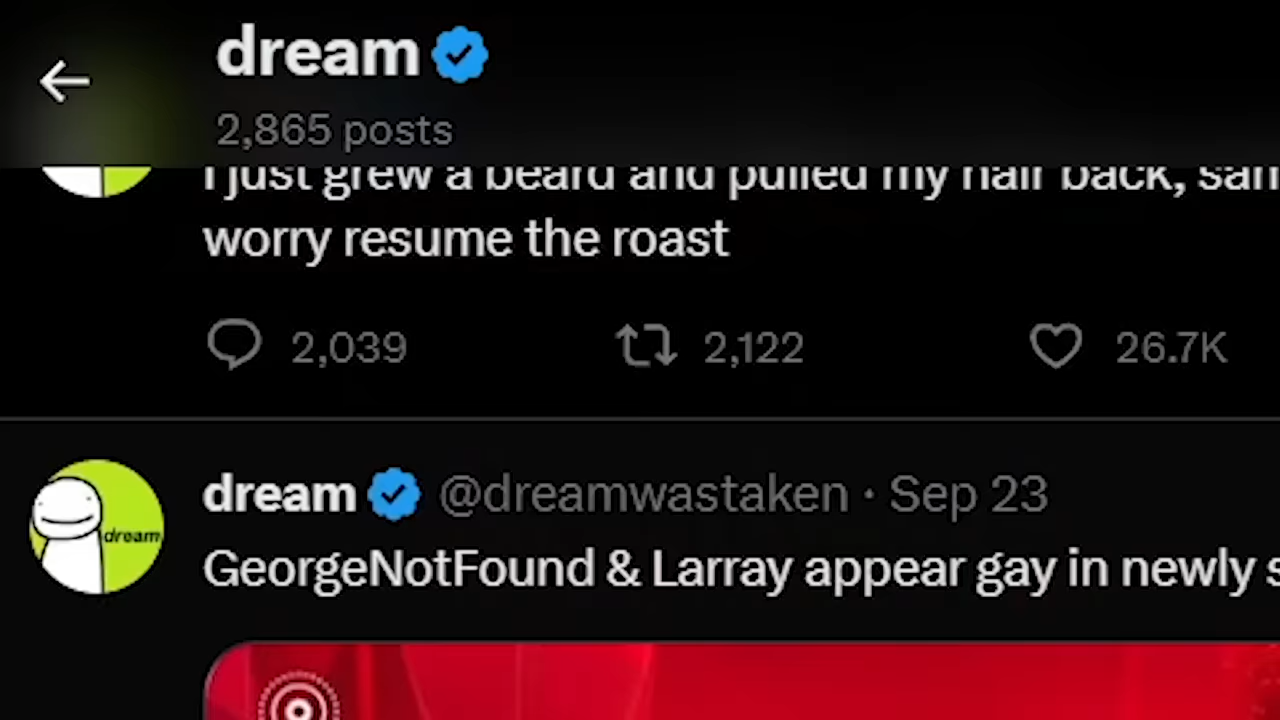 dream
2,865 posts
I just grew a beard and pulled my hair back,
worry resume the roast
2,039 2,122 26.7K
dream @dreamwastaken · Sep 23
dream
GeorgeNotFound & Larray appear gay in newly